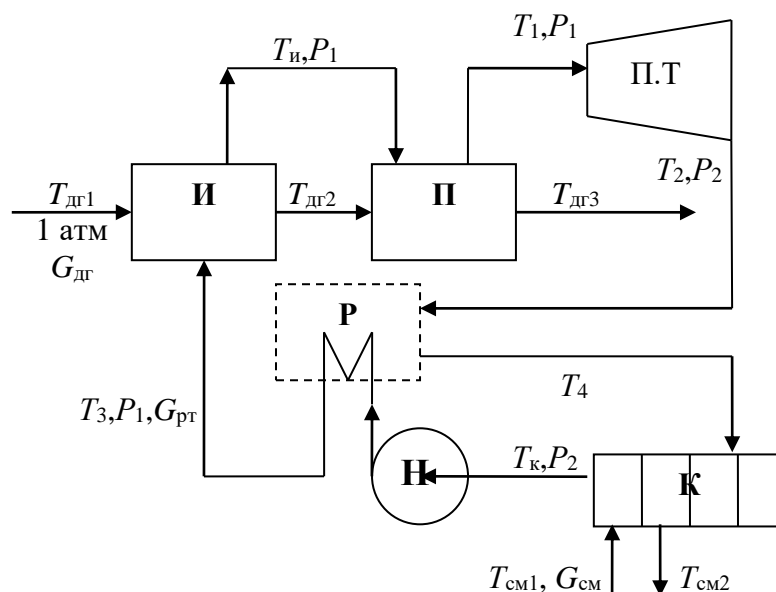 T₁,P₁
Tи,P₁
П.Т
T₂,P₂
Tдг1
И
Tдг2
П
Tдг3
1 атм
Gдг
Р
T₃,P₁,Gрт
T₄
Tк,P₂
Н
К
Tсм1, Gсм
Tсм2